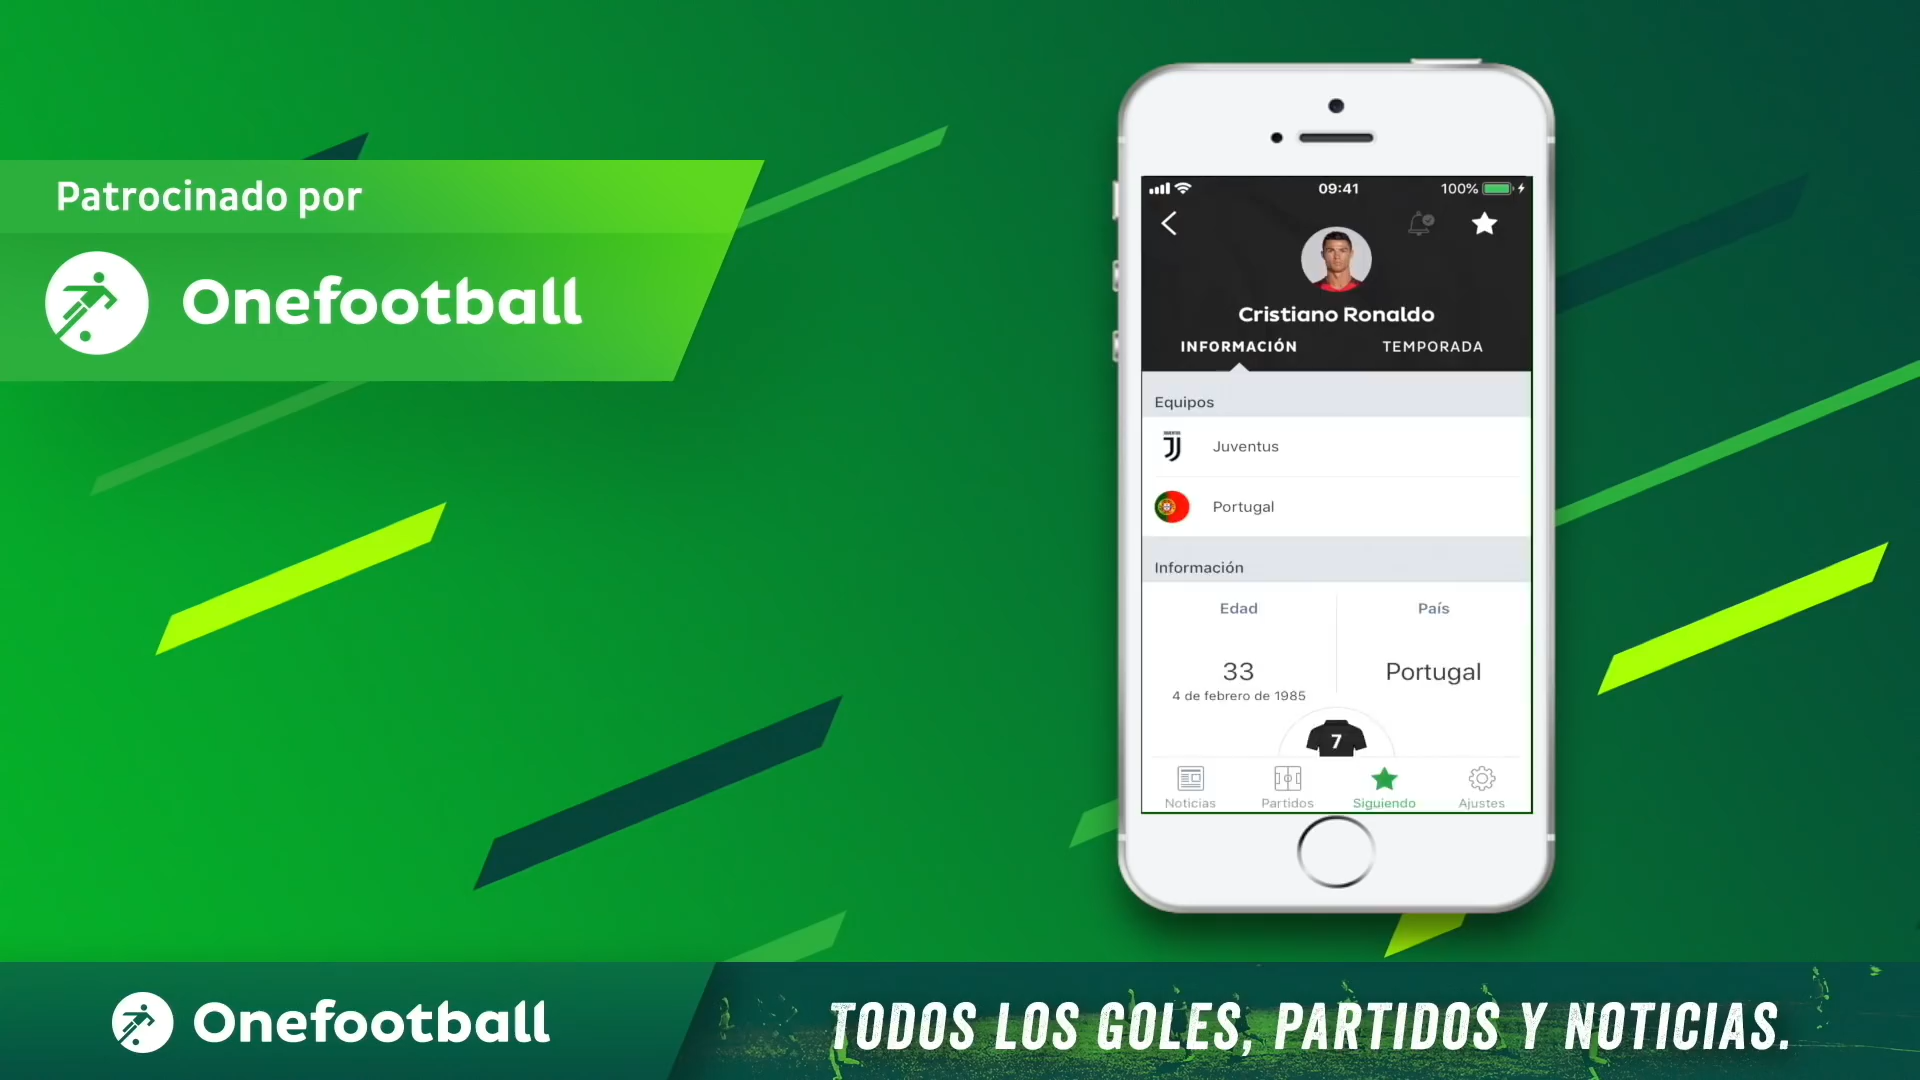 Patrocinado por
Onefootball
09:41
100%
Cristiano Ronaldo
INFORMACIÓN
TEMPORADA
Equipos
Juventus
Portugal
Información
Edad
País
33
Portugal
4 de febrero de 1985
7
Noticias
Partidos
Siguiendo
Ajustes
Onefootball
TODOS LOS GOLES, PARTIDOS Y NOTICIAS.